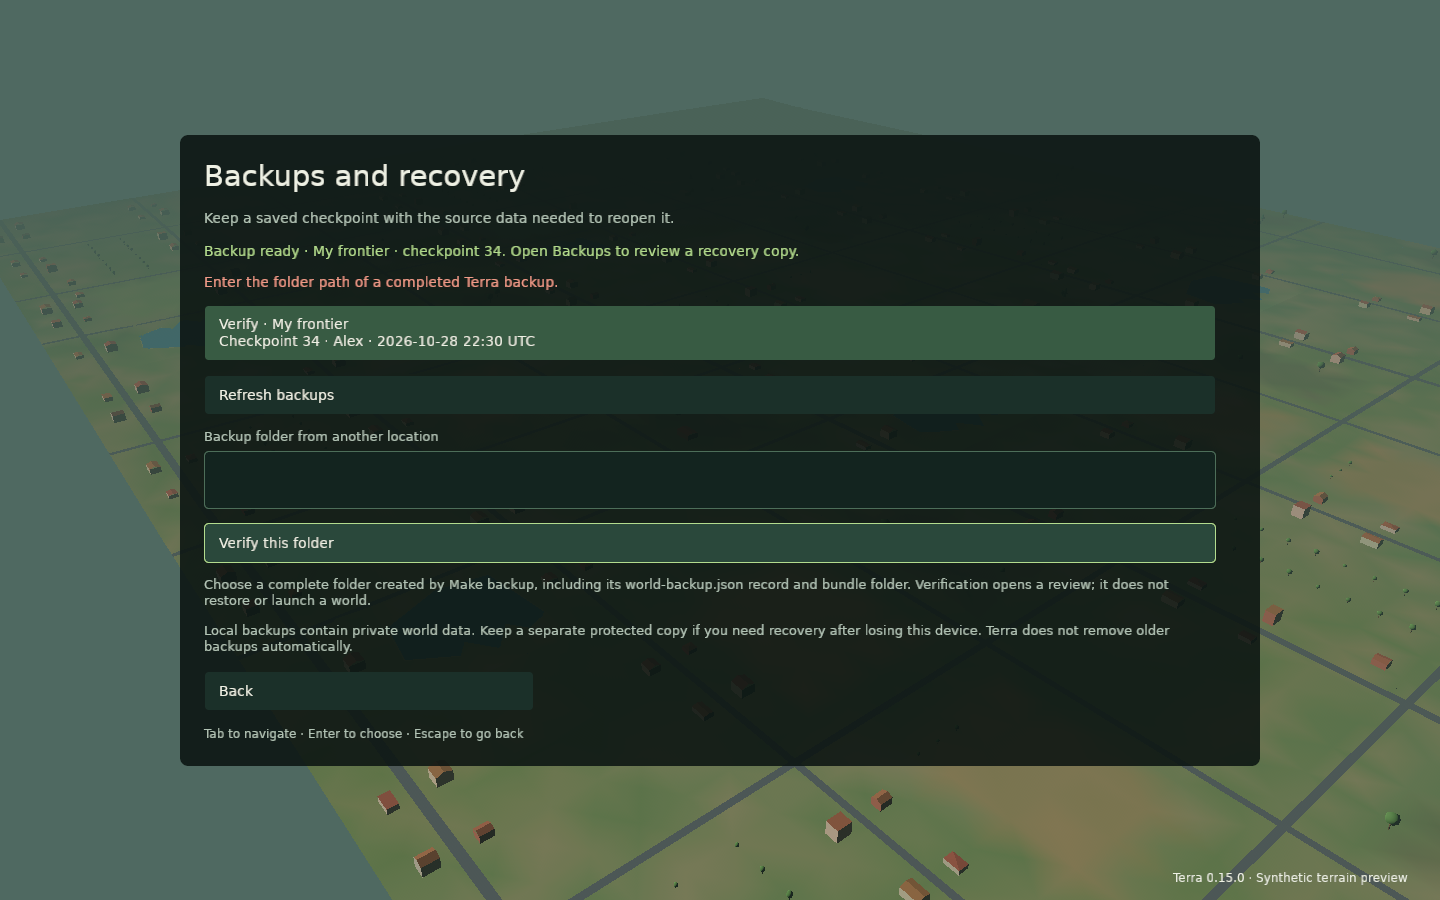 Backups and recovery
Keep a saved checkpoint with the source data needed to reopen it.
Backup ready · My frontier · checkpoint 34. Open Backups to review a recovery copy.
Enter the folder path of a completed Terra backup.
Verify · My frontier
Checkpoint 34 · Alex · 2026-10-28 22:30 UTC
Refresh backups
Backup folder from another location
Verify this folder
Choose a complete folder created by Make backup, including its world-backup.json record and bundle folder. Verification opens a review; it does not
restore or launch a world.
Local backups contain private world data. Keep a separate protected copy if you need recovery after losing this device. Terra does not remove older
backups automatically.
Back
Tab to navigate · Enter to choose · Escape to go back
Terra 0.15.0 · Synthetic terrain preview